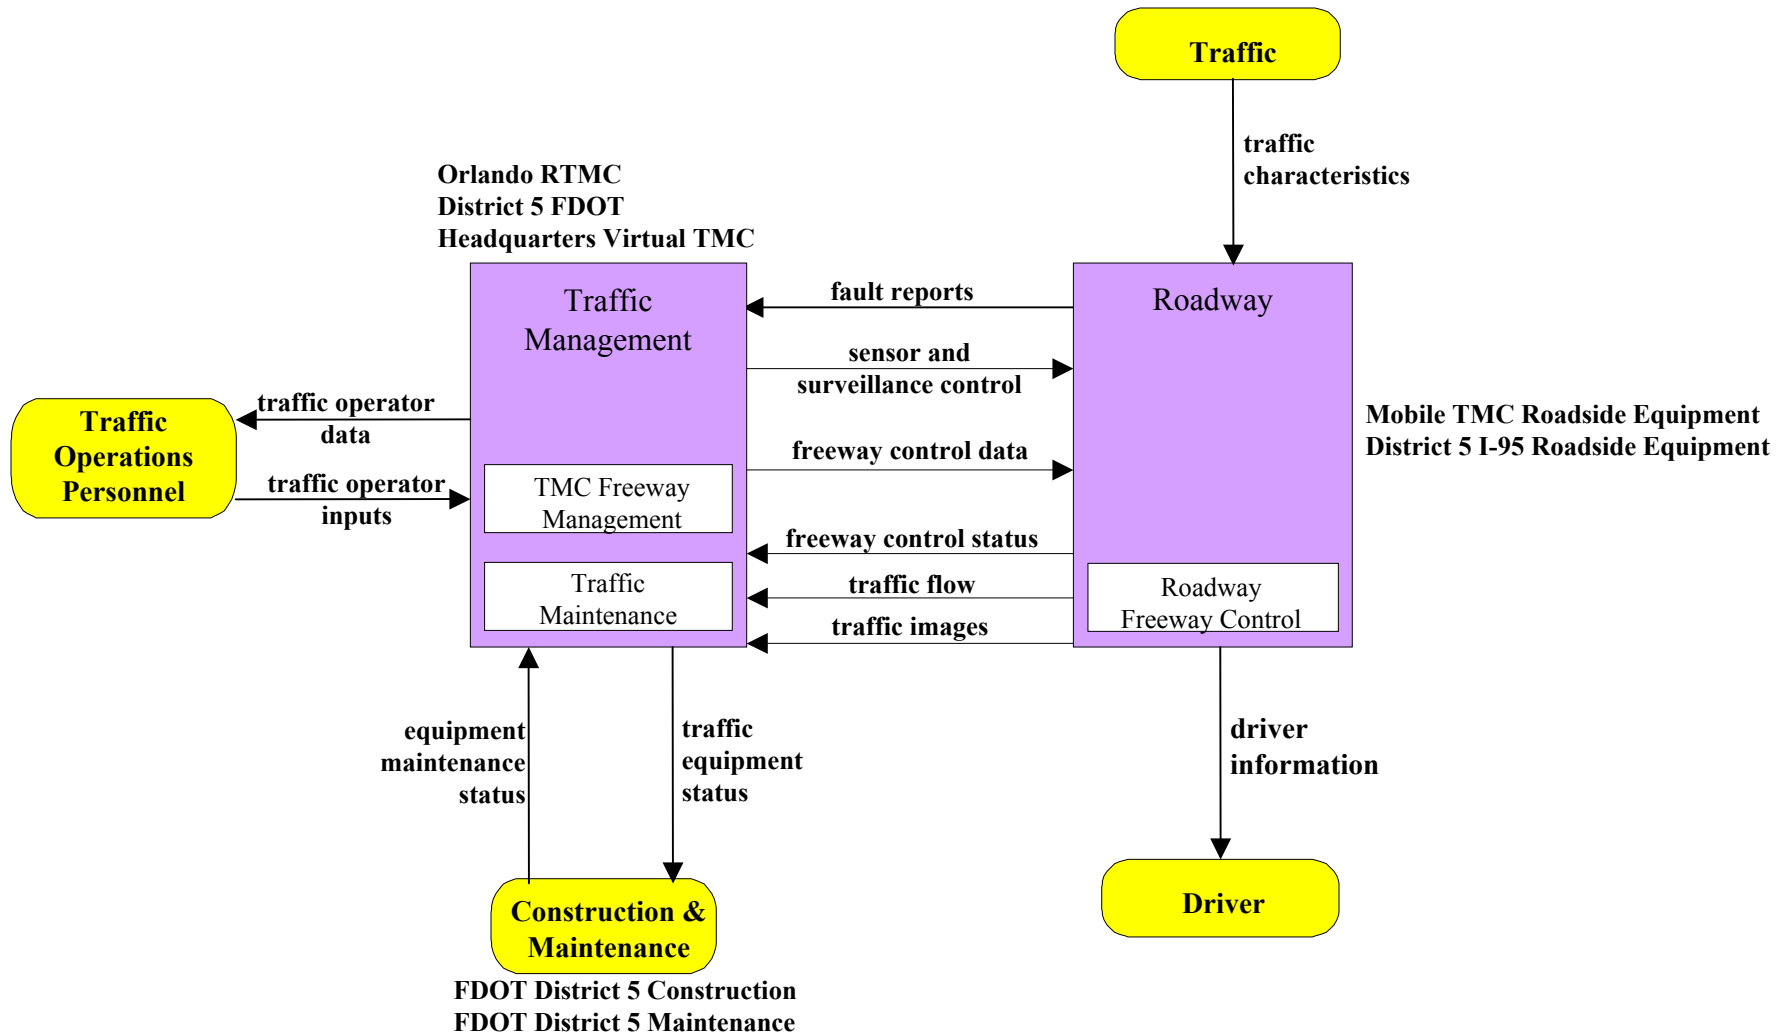 Traffic
traffic
characteristics
Orlando RTMC
District 5 FDOT
Headquarters Virtual TMC
Traffic
Management
fault reports
Roadway
sensor and
surveillance control
traffic operator
data
Traffic
Operations
Personnel
Mobile TMC Roadside Equipment
District 5 I-95 Roadside Equipment
freeway control data
traffic operator
inputs
TMC Freeway
Management
freeway control status
Traffic
Maintenance
traffic flow
Roadway
Freeway Control
traffic images
equipment
maintenance
status
traffic
equipment
status
driver
information
Construction &
Maintenance
Driver
FDOT District 5 Construction
FDOT District 5 Maintenance